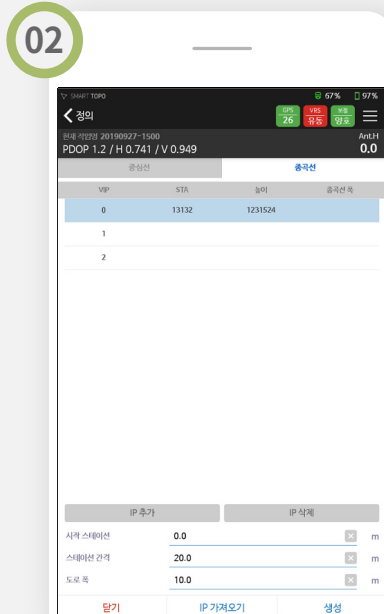 02
SMART TOPO 67% 97%
정의 GPS 26 VRS 유동 보통 양호
현재 작업명 20190927-1500 Ant.H
PDOP 1.2 / H 0.741 / V 0.949 0.0
중심선 종곡선
VIP STA 높이 종곡선 폭
0 13132 1231524
1
2
IP 추가 IP 삭제
시작 스테이션 0.0 m
스테이션 간격 20.0 m
도로 폭 10.0 m
닫기 IP 가져오기 생성